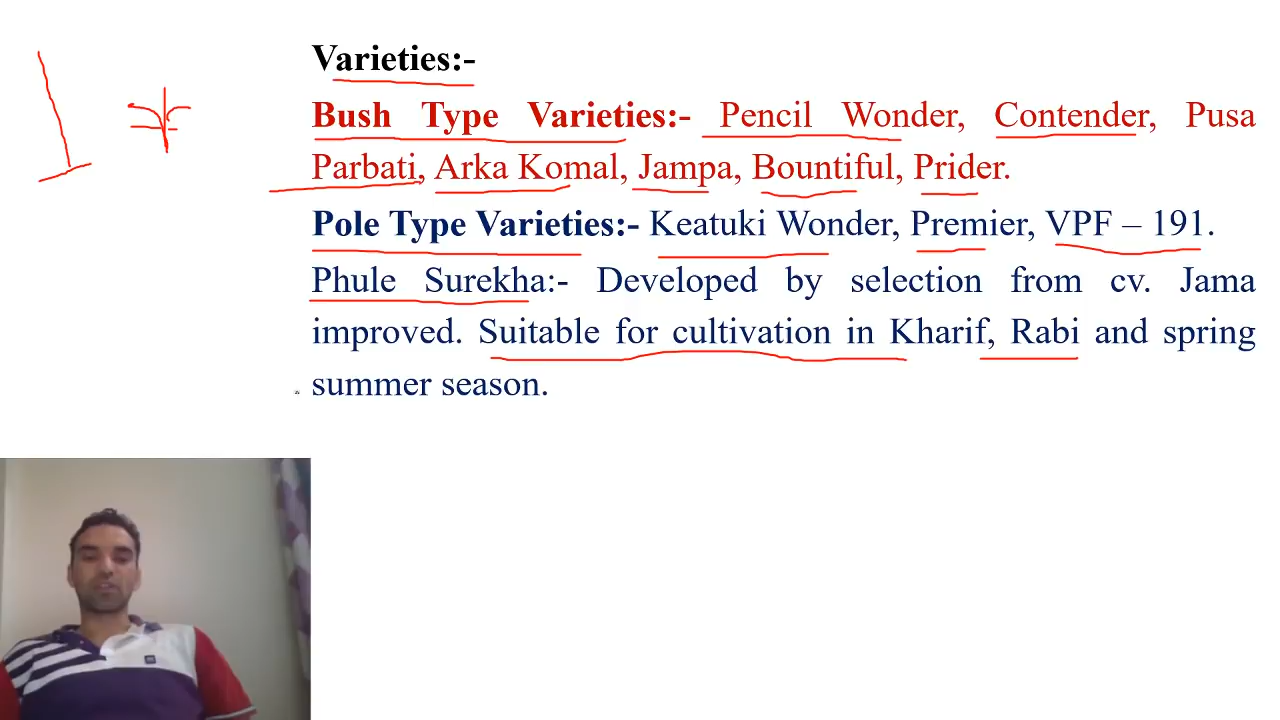 Varieties:-
Bush Type Varieties:- Pencil Wonder, Contender, Pusa
Parbati, Arka Komal, Jampa, Bountiful, Prider.
Pole Type Varieties:- Keatuki Wonder, Premier, VPF – 191.
Phule Surekha:- Developed by selection from cv. Jama
improved. Suitable for cultivation in Kharif, Rabi and spring
summer season.